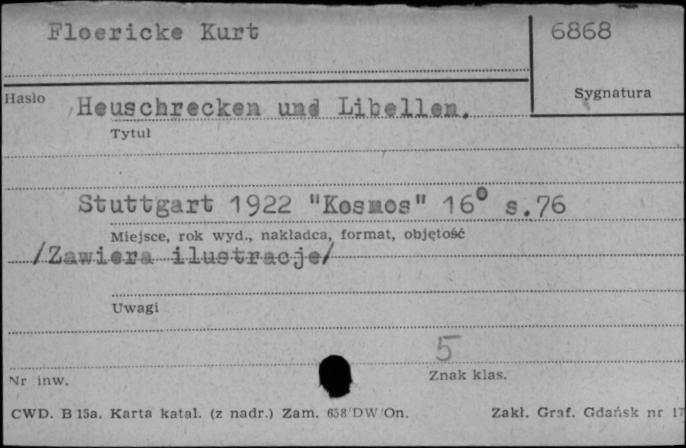 Floericke Kurt 6868
Hasło Sygnatura
Heuschrecken und Libellen.
Tytuł
Stuttgart 1922 "Kosmos" 16° s.76
Miejsce, rok wyd., nakładca, format, objętość
/Zawiera ilustracje/
Uwagi
5
Nr inw. Znak klas.
CWD. B 15a. Karta katal. (z nadr.) Zam. 658/DW/On. Zakł. Graf. Gdańsk nr 17